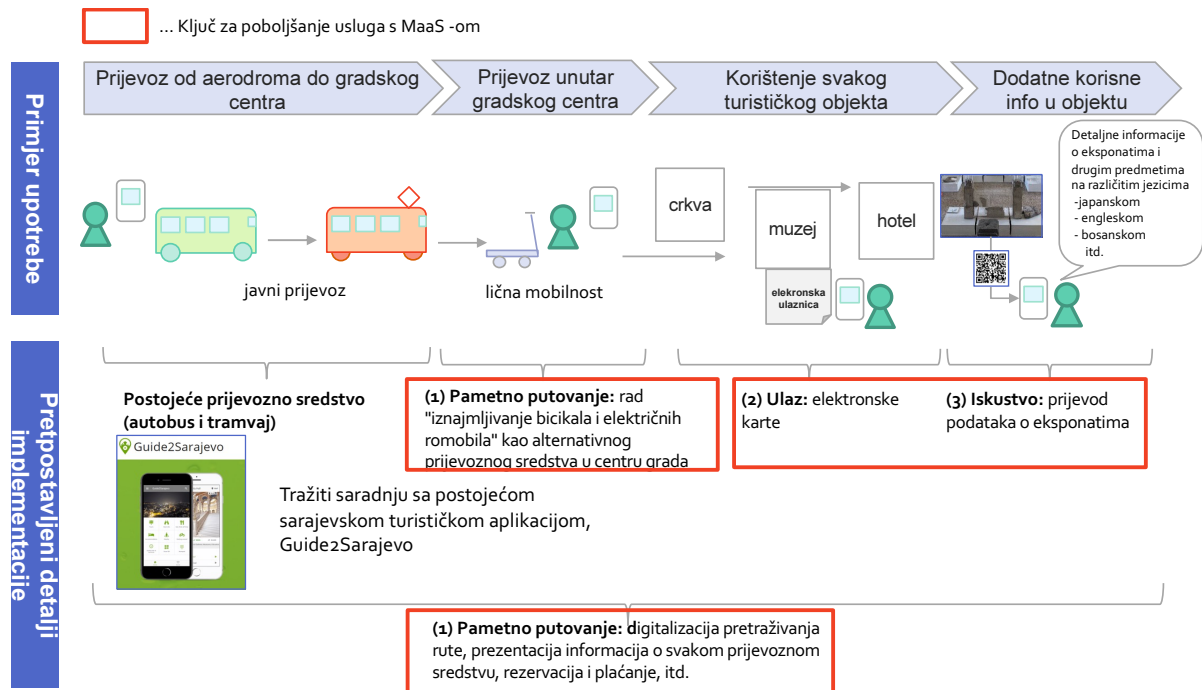 ... Ključ za poboljšanje usluga s MaaS -om
Primjer upotrebe
Prijevoz od aerodroma do gradskog
centra
Prijevoz unutar
gradskog centra
Korištenje svakog
turističkog objekta
Dodatne korisne
info u objektu
javni prijevoz
lična mobilnost
crkva
muzej
hotel
elekronska
ulaznica
Detaljne informacije
o eksponatima i
drugim predmetima
na različitim jezicima
-japanskom
- engleskom
- bosanskom
itd.
Pretpostavljeni detalji
implementacije
Postojeće prijevozno sredstvo
(autobus i tramvaj)
Guide2Sarajevo
Tražiti saradnju sa postojećom
sarajevskom turističkom aplikacijom,
Guide2Sarajevo
(1) Pametno putovanje: rad
"iznajmljivanje bicikala i električnih
romobila" kao alternativnog
prijevoznog sredstva u centru grada
(2) Ulaz: elektronske
karte
(3) Iskustvo: prijevod
podataka o eksponatima
(1) Pametno putovanje: digitalizacija pretraživanja
rute, prezentacija informacija o svakom prijevoznom
sredstvu, rezervacija i plaćanje, itd.